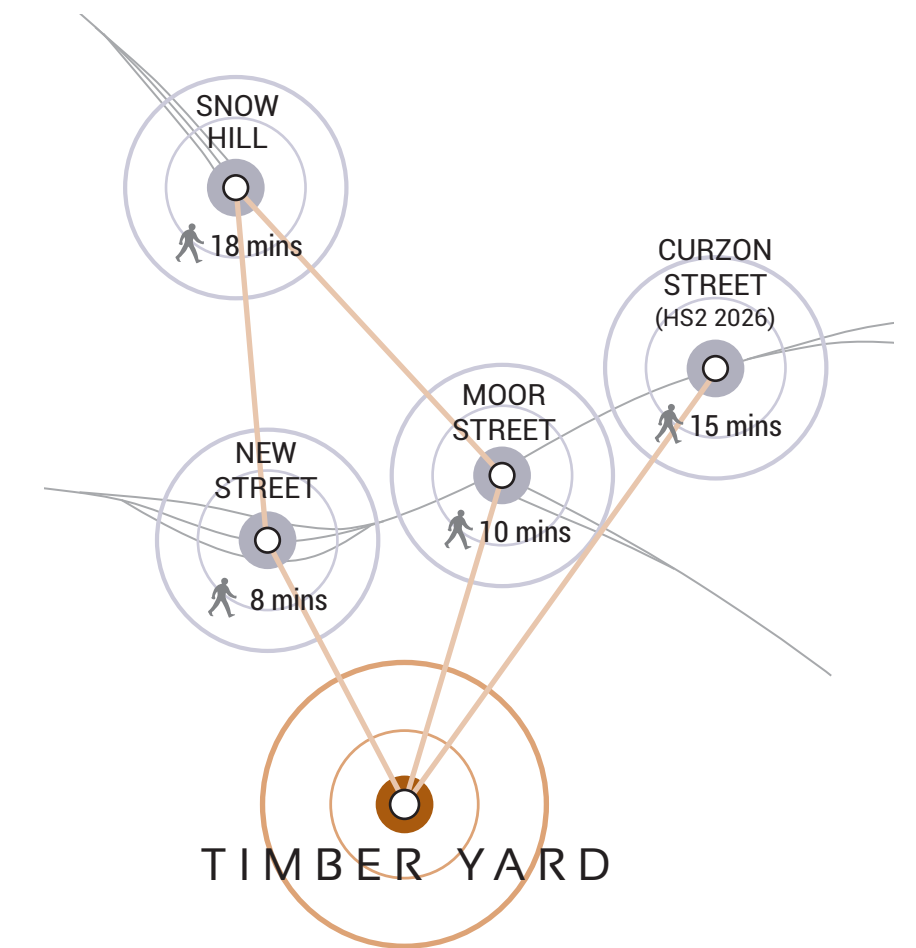 SNOW
HILL
18 mins
CURZON
STREET
(HS2 2026)
15 mins
MOOR
STREET
10 mins
NEW
STREET
8 mins
TIMBER YARD